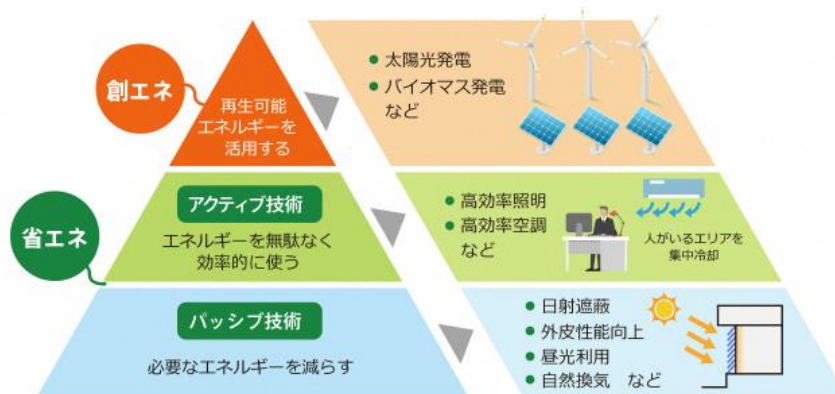 創エネ
再生可能
エネルギーを
活用する
● 太陽光発電
● バイオマス発電
など
省エネ
アクティブ技術
エネルギーを無駄なく
効率的に使う
● 高効率照明
● 高効率空調
など
人がいるエリアを
集中冷却
パッシブ技術
必要なエネルギーを減らす
● 日射遮蔽
● 外皮性能向上
● 昼光利用
● 自然換気 など